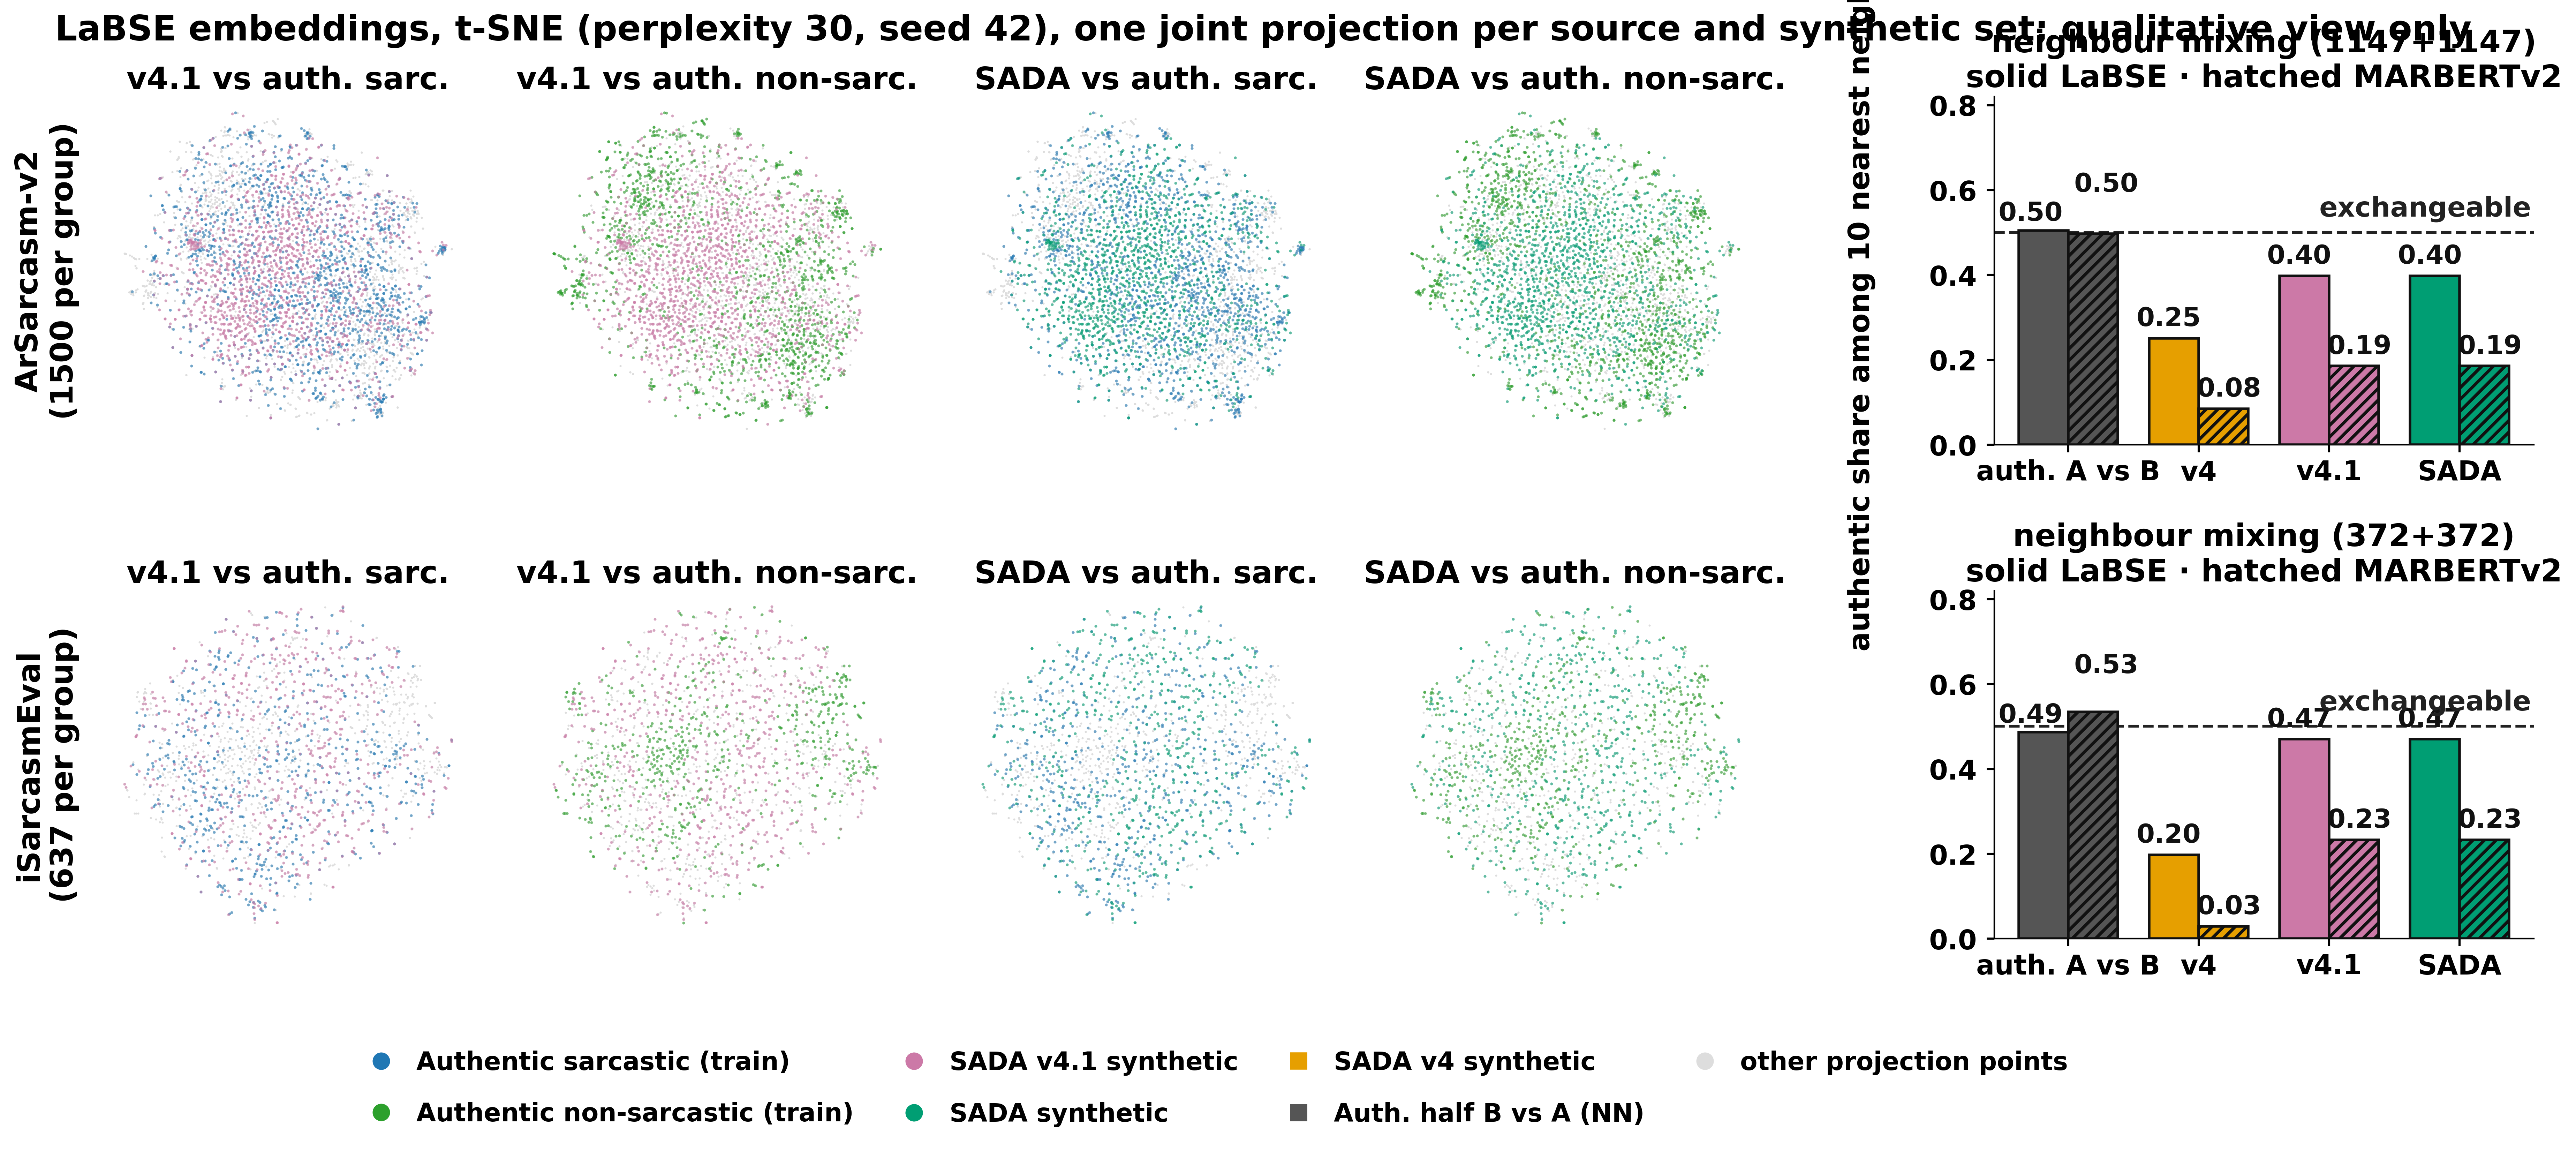 LaBSE embeddings, t-SNE (perplexity 30, seed 42), one joint projection per source and synthetic set; qualitative view only
v4.1 vs auth. sarc.
v4.1 vs auth. non-sarc.
SADA vs auth. sarc.
SADA vs auth. non-sarc.
neighbour mixing (1147+1147)
solid LaBSE · hatched MARBERTv2
ArSarcasm-v2
(1500 per group)
authentic share among 10 nearest
0.8
0.6
0.4
0.2
0.0
0.50
0.50
exchangeable
0.25
0.08
0.40
0.19
0.40
0.19
auth. A vs B
v4
v4.1
SADA
v4.1 vs auth. sarc.
v4.1 vs auth. non-sarc.
SADA vs auth. sarc.
SADA vs auth. non-sarc.
neighbour mixing (372+372)
solid LaBSE · hatched MARBERTv2
iSarcasmEval
(637 per group)
0.8
0.6
0.4
0.2
0.0
0.49
0.53
exchangeable
0.20
0.03
0.47
0.23
0.47
0.23
auth. A vs B
v4
v4.1
SADA
Authentic sarcastic (train)
Authentic non-sarcastic (train)
SADA v4.1 synthetic
SADA synthetic
SADA v4 synthetic
Auth. half B vs A (NN)
other projection points